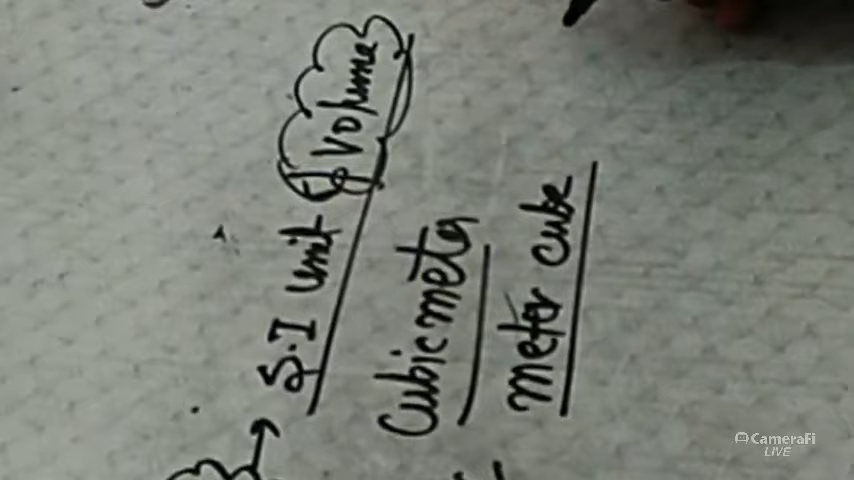 → S.I unit of volume
Cubic meter
meter cube
CameraFi
LIVE